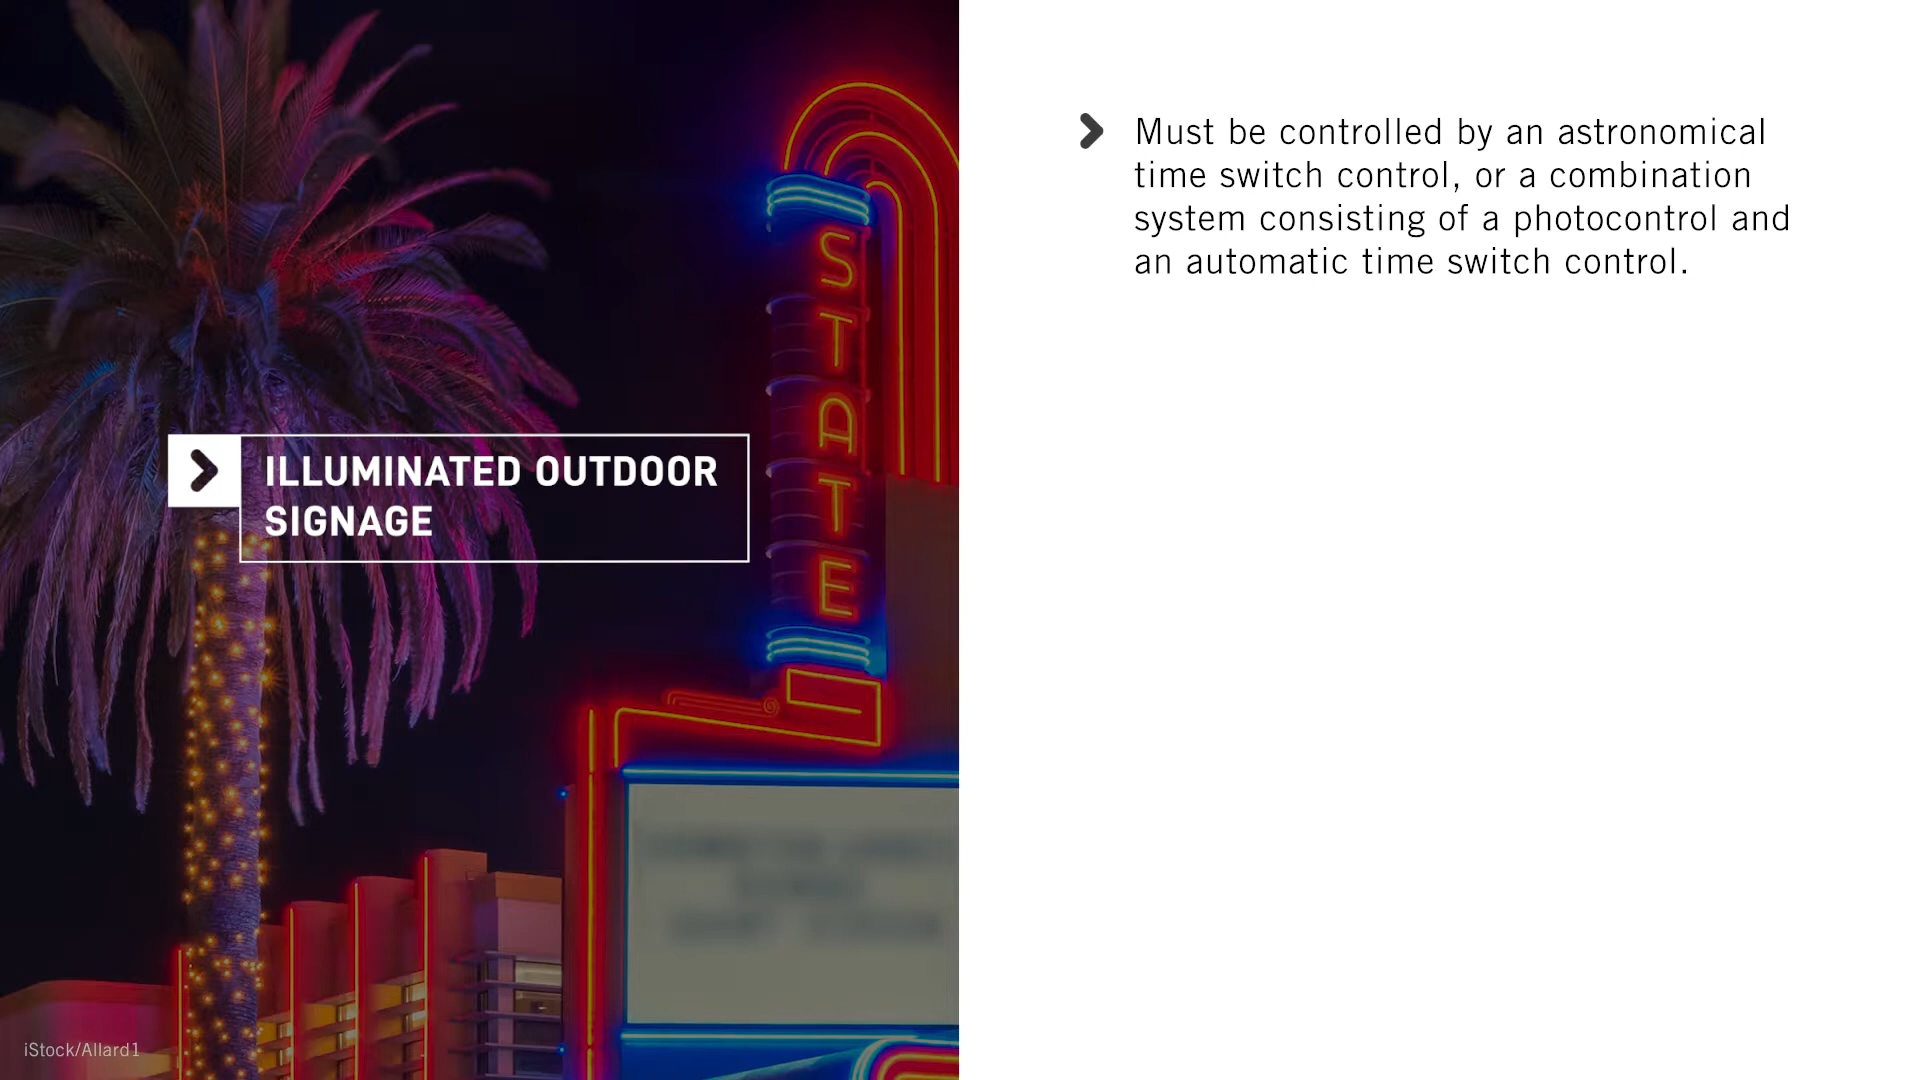 ILLUMINATED OUTDOOR
SIGNAGE
STATE
iStock/Allard1
Must be controlled by an astronomical
time switch control, or a combination
system consisting of a photocontrol and
an automatic time switch control.